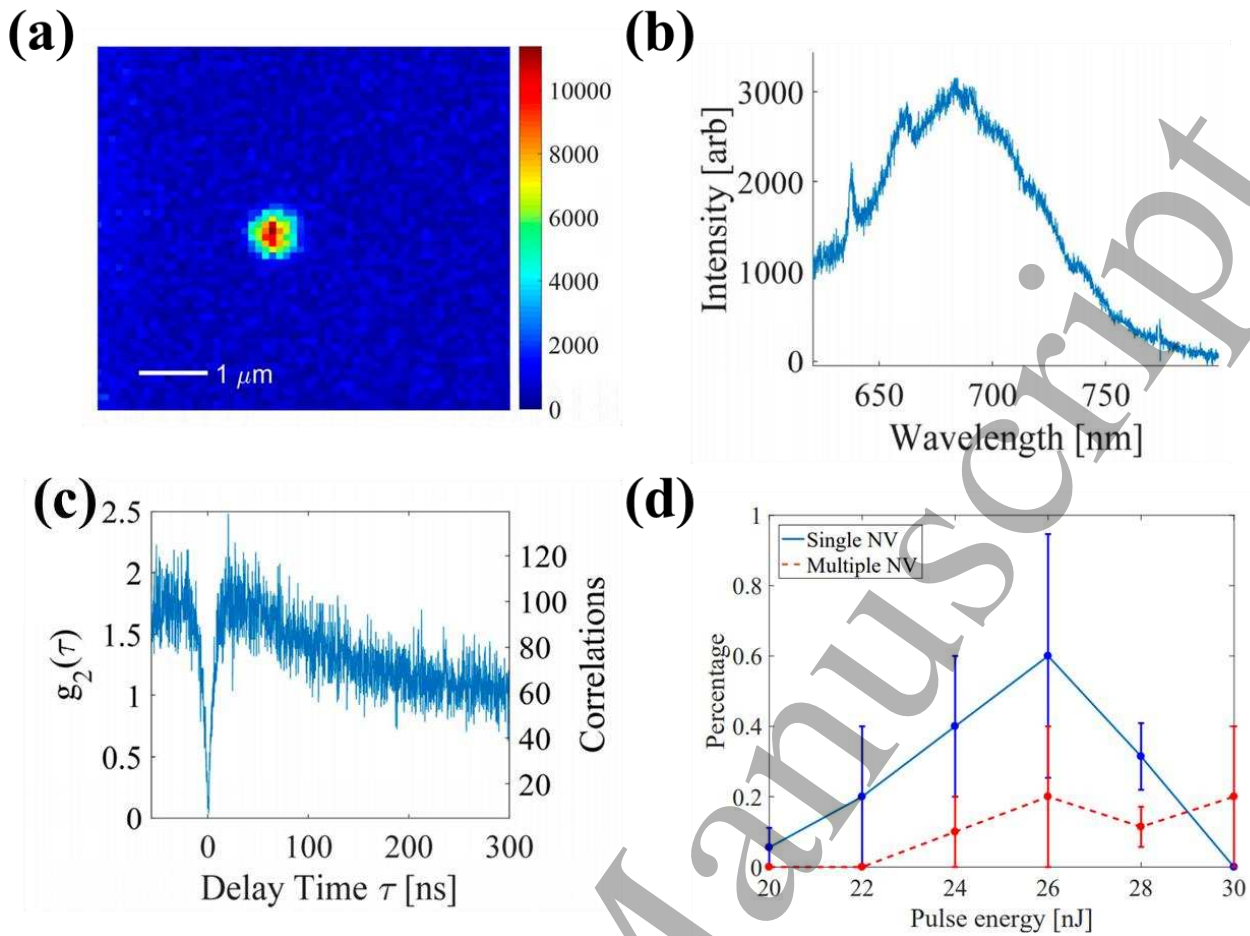 (a)
10000
8000
6000
4000
2000
0
1 μm
(b)
3000
2000
1000
0
Intensity [arb]
650
700
750
Wavelength [nm]
(c)
2.5
2
1.5
1
0.5
0
g2(τ)
120
100
80
60
40
20
Correlations
0
100
200
300
Delay Time τ [ns]
(d)
1
0.8
0.6
0.4
0.2
0
Percentage
Single NV
Multiple NV
20
22
24
26
28
30
Pulse energy [nJ]
Manuscript